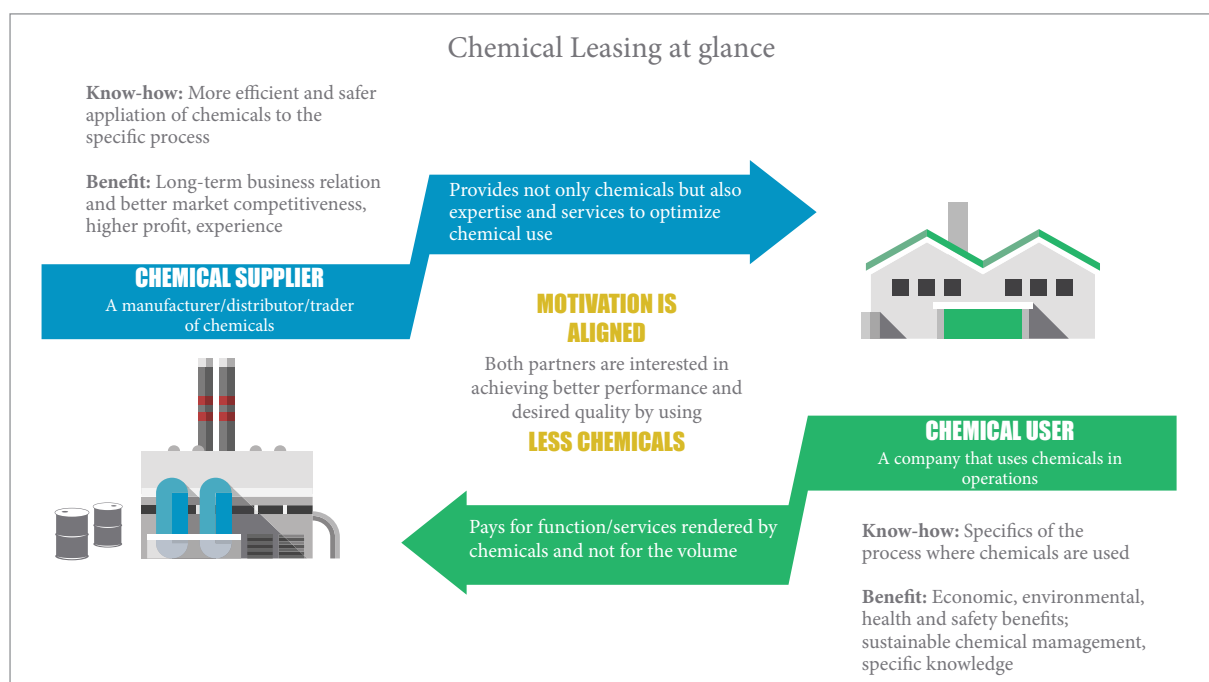 Chemical Leasing at glance
Know-how: More efficient and safer
appliation of chemicals to the
specific process
Benefit: Long-term business relation
and better market competitiveness,
higher profit, experience
CHEMICAL SUPPLIER
A manufacturer/distributor/trader
of chemicals
Provides not only chemicals but also
expertise and services to optimize
chemical use
MOTIVATION IS
ALIGNED
Both partners are interested in
achieving better performance and
desired quality by using
LESS CHEMICALS
CHEMICAL USER
A company that uses chemicals in
operations
Pays for function/services rendered by
chemicals and not for the volume
Know-how: Specifics of the
process where chemicals are used
Benefit: Economic, environmental,
health and safety benefits;
sustainable chemical mamagement,
specific knowledge